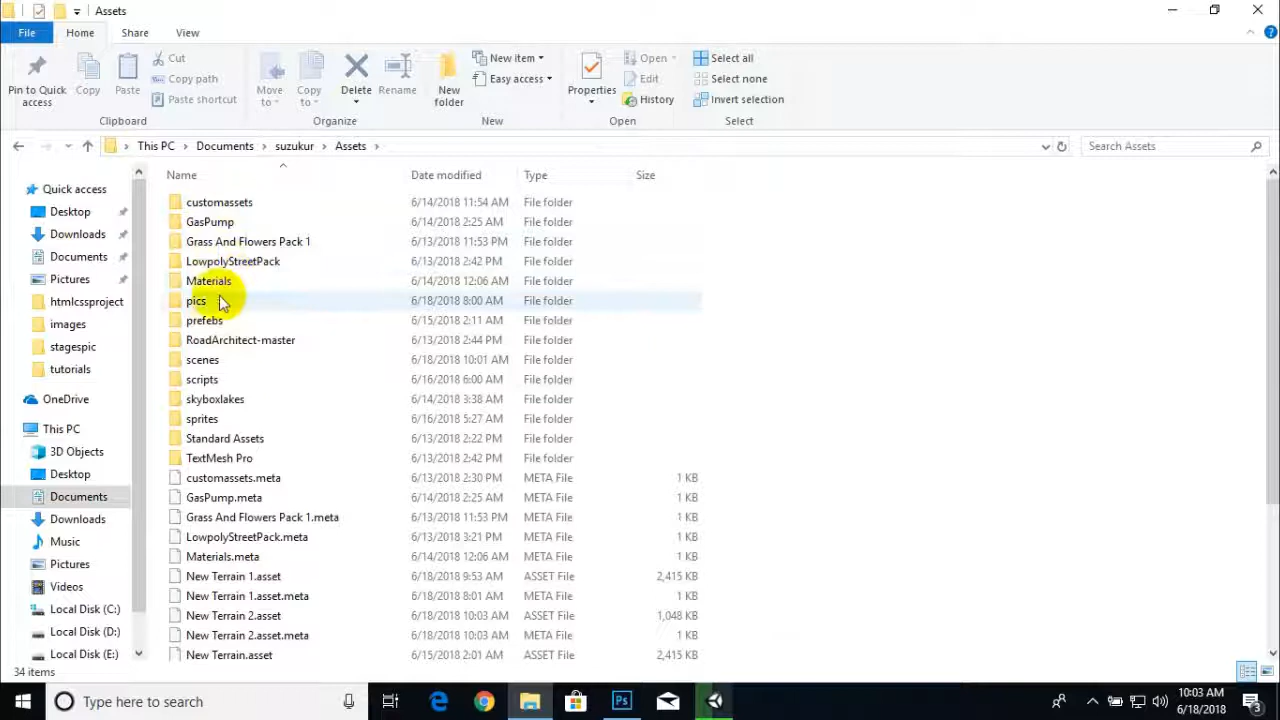 Assets
File Home Share View
Pin to Quick access
Copy
Paste
Cut
Copy path
Paste shortcut
Clipboard
Move to
Copy to
Delete
Rename
Organize
New folder
New item
Easy access
New
Properties
Open
Edit
History
Open
Select all
Select none
Invert selection
Select
This PC Documents suzukur Assets
Search Assets
Quick access
Desktop
Downloads
Documents
Pictures
htmlcssproject
images
stagespic
tutorials
OneDrive
This PC
3D Objects
Desktop
Documents
Downloads
Music
Pictures
Videos
Local Disk (C:)
Local Disk (D:)
Local Disk (E:)
Name Date modified Type Size
customassets 6/14/2018 11:54 AM File folder
GasPump 6/14/2018 2:25 AM File folder
Grass And Flowers Pack 1 6/13/2018 11:53 PM File folder
LowpolyStreetPack 6/13/2018 2:42 PM File folder
Materials 6/14/2018 12:06 AM File folder
pics 6/18/2018 8:00 AM File folder
prefebs 6/15/2018 2:11 AM File folder
RoadArchitect-master 6/13/2018 2:44 PM File folder
scenes 6/18/2018 10:01 AM File folder
scripts 6/16/2018 6:00 AM File folder
skyboxlakes 6/14/2018 3:38 AM File folder
sprites 6/16/2018 5:27 AM File folder
Standard Assets 6/13/2018 2:22 PM File folder
TextMesh Pro 6/13/2018 2:42 PM File folder
customassets.meta 6/13/2018 2:30 PM META File 1 KB
GasPump.meta 6/14/2018 2:25 AM META File 1 KB
Grass And Flowers Pack 1.meta 6/13/2018 11:53 PM META File 1 KB
LowpolyStreetPack.meta 6/13/2018 3:21 PM META File 1 KB
Materials.meta 6/14/2018 12:06 AM META File 1 KB
New Terrain 1.asset 6/18/2018 9:53 AM ASSET File 2,415 KB
New Terrain 1.asset.meta 6/18/2018 8:01 AM META File 1 KB
New Terrain 2.asset 6/18/2018 10:03 AM ASSET File 1,048 KB
New Terrain 2.asset.meta 6/18/2018 10:03 AM META File 1 KB
New Terrain.asset 6/15/2018 2:01 AM ASSET File 2,415 KB
34 items
Type here to search
Ps
10:03 AM
6/18/2018
3